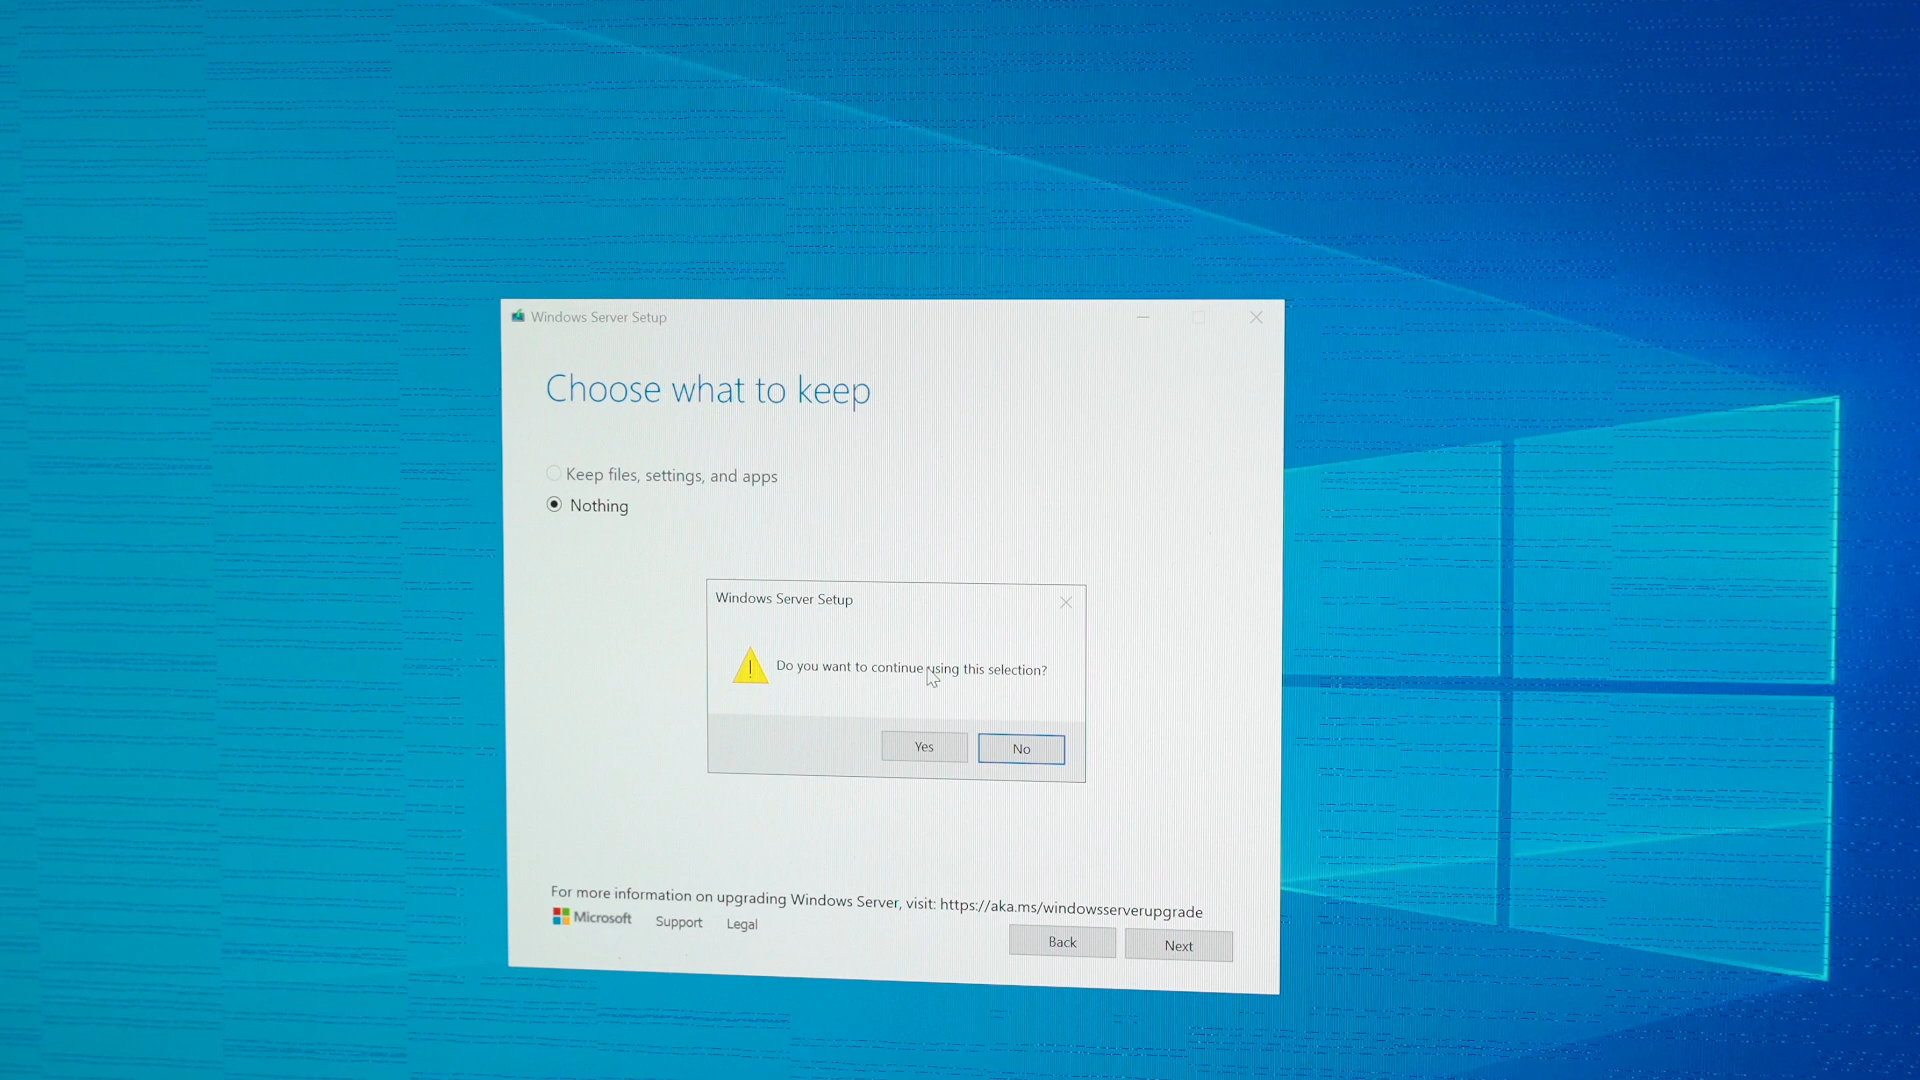 Windows Server Setup
Choose what to keep
Keep files, settings, and apps
Nothing
Windows Server Setup
Do you want to continue using this selection?
Yes
No
For more information on upgrading Windows Server, visit: https://aka.ms/windowsserverupgrade
Microsoft Support Legal
Back Next